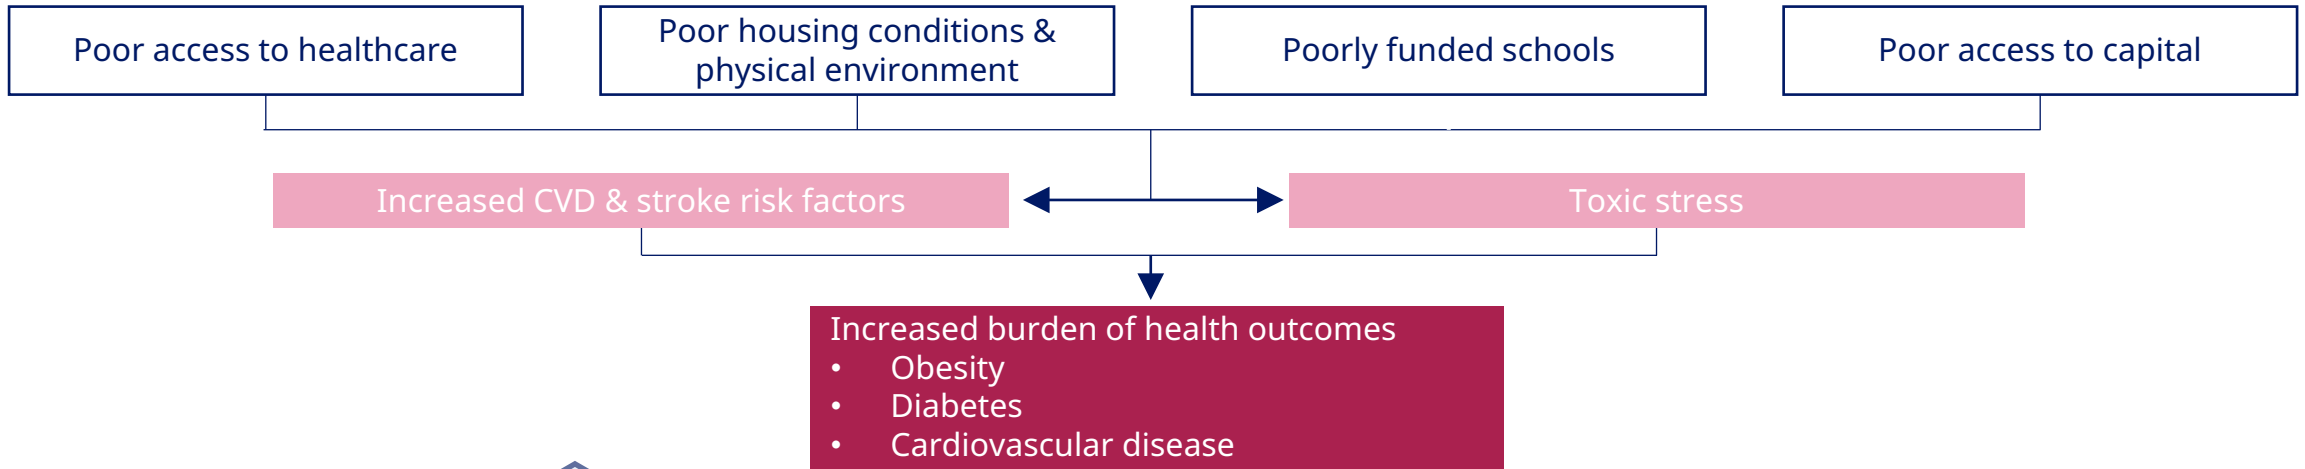 Poor access to healthcare
Poor housing conditions &
physical environment
Poorly funded schools
Poor access to capital
Increased CVD & stroke risk factors
Toxic stress
Increased burden of health outcomes
• Obesity
• Diabetes
• Cardiovascular disease